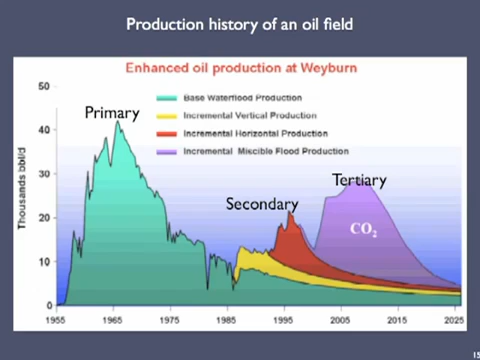 Production history of an oil field
Enhanced oil production at Weyburn
Base Waterflood Production
Incremental Vertical Production
Incremental Horizontal Production
Incremental Miscible Flood Production
Primary
Secondary
Tertiary
CO₂
Thousands bbl/d
50
40
30
20
10
0
1955 1965 1975 1985 1995 2005 2015 2025
15